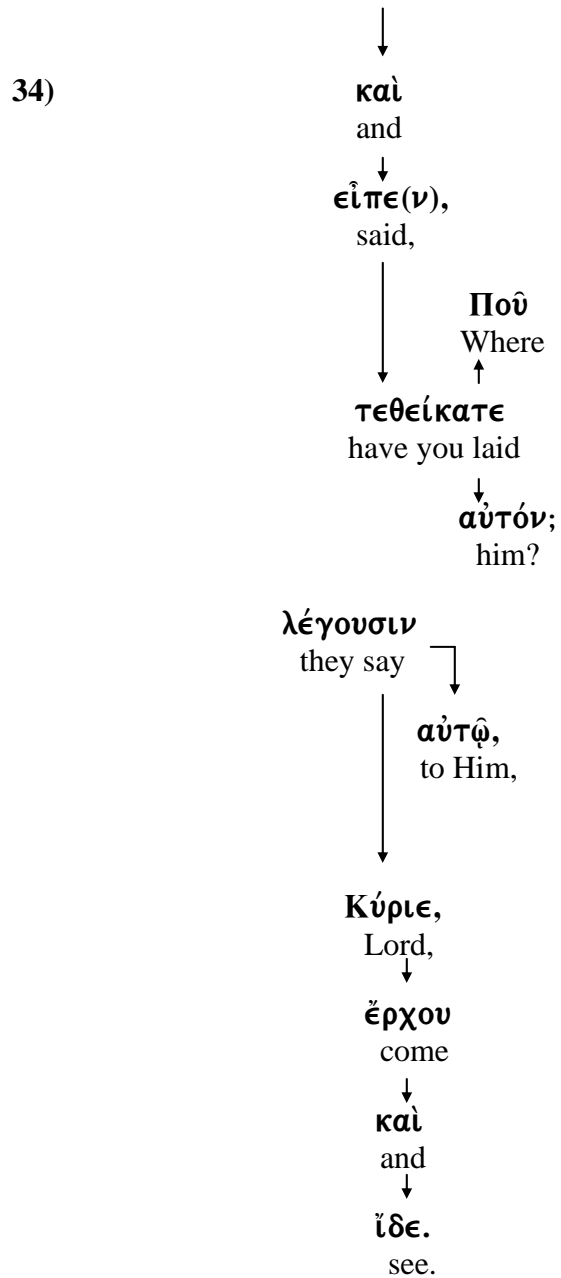 34)
καὶ
and
εἶπε(ν),
said,
Ποῦ
Where
τεθείκατε
have you laid
αὐτόν;
him?
λέγουσιν
they say
αὐτῷ,
to Him,
Κύριε,
Lord,
ἔρχου
come
καὶ
and
ἴδε.
see.